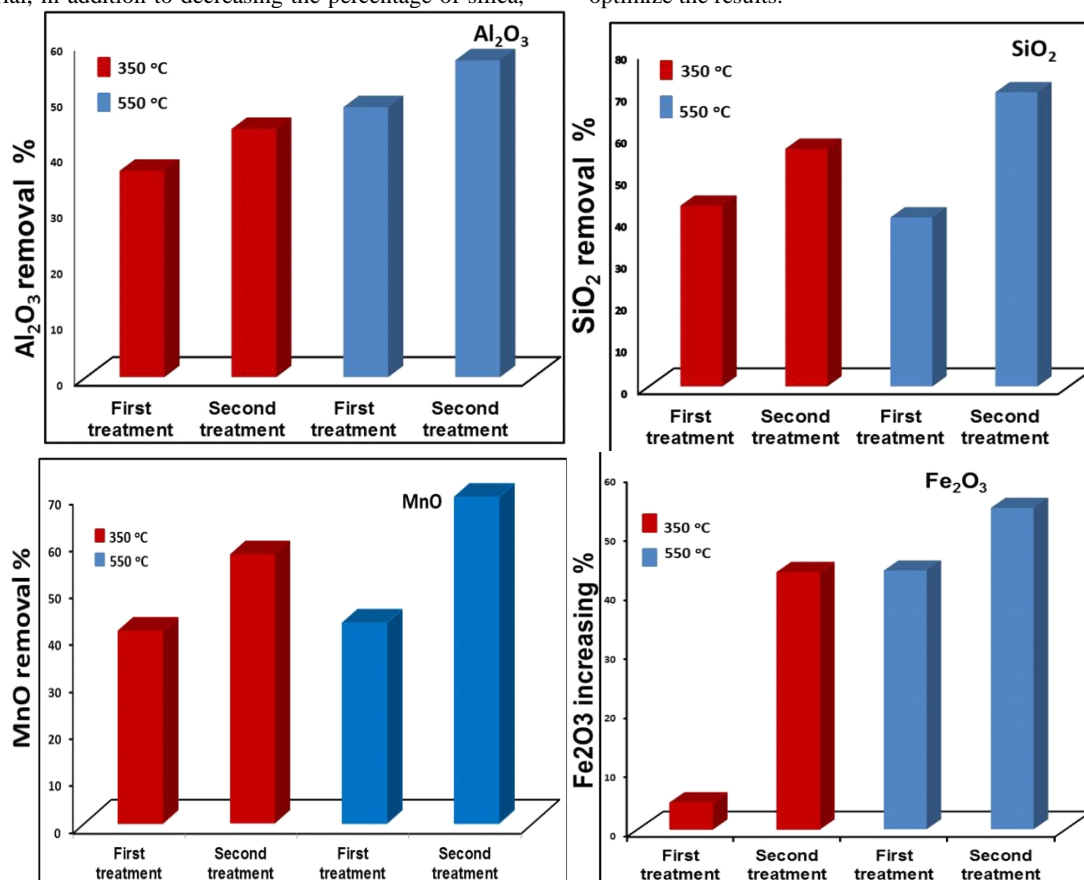 rial, in addition to decreasing the percentage of silica,
optimize the results.
Al₂O₃
350 °C
550 °C
Al₂O₃ removal %
60
50
40
30
20
10
0
First treatment
Second treatment
First treatment
Second treatment
SiO₂
350 °C
550 °C
SiO₂ removal %
80
70
60
50
40
30
20
10
0
First treatment
Second treatment
First treatment
Second treatment
MnO
350 °C
550 °C
MnO removal %
70
60
50
40
30
20
10
0
First treatment
Second treatment
First treatment
Second treatment
Fe₂O₃
350 °C
550 °C
Fe2O3 increasing %
60
50
40
30
20
10
0
First treatment
Second treatment
First treatment
Second treatment